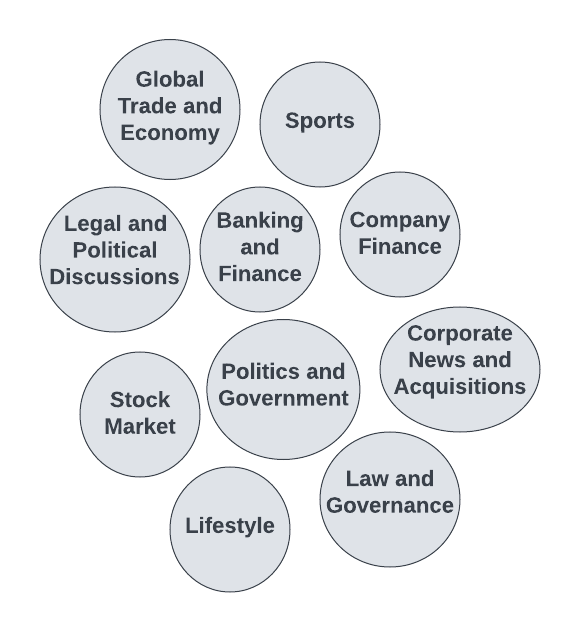 Global
Trade and
Economy
Sports
Legal and
Political
Discussions
Banking
and
Finance
Company
Finance
Corporate
News and
Acquisitions
Politics and
Government
Stock
Market
Law and
Governance
Lifestyle